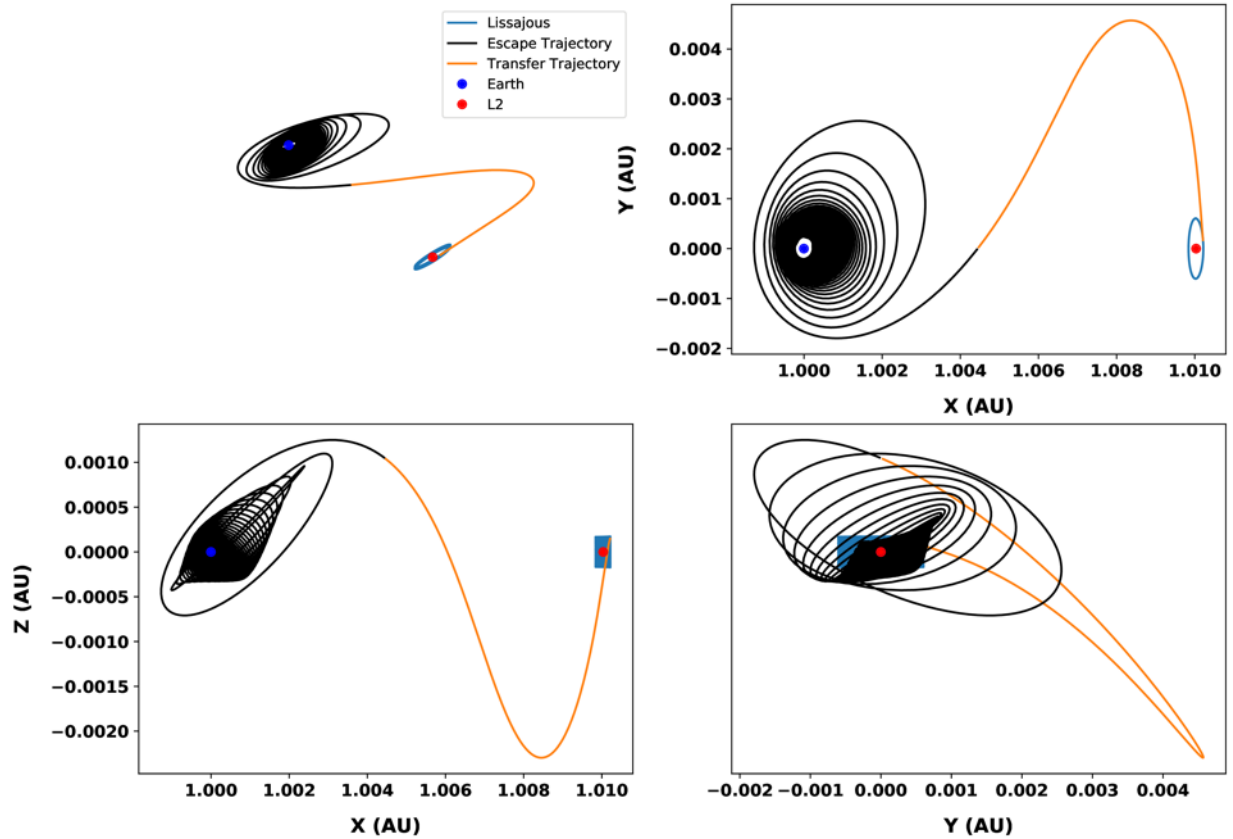 Lissajous
Escape Trajectory
Transfer Trajectory
Earth
L2
0.004
0.003
0.002
0.001
0.000
−0.001
−0.002
Y (AU)
1.000 1.002 1.004 1.006 1.008 1.010
X (AU)
0.0010
0.0005
0.0000
−0.0005
−0.0010
−0.0015
−0.0020
Z (AU)
1.000 1.002 1.004 1.006 1.008 1.010
X (AU)
−0.002 −0.001 0.000 0.001 0.002 0.003 0.004
Y (AU)